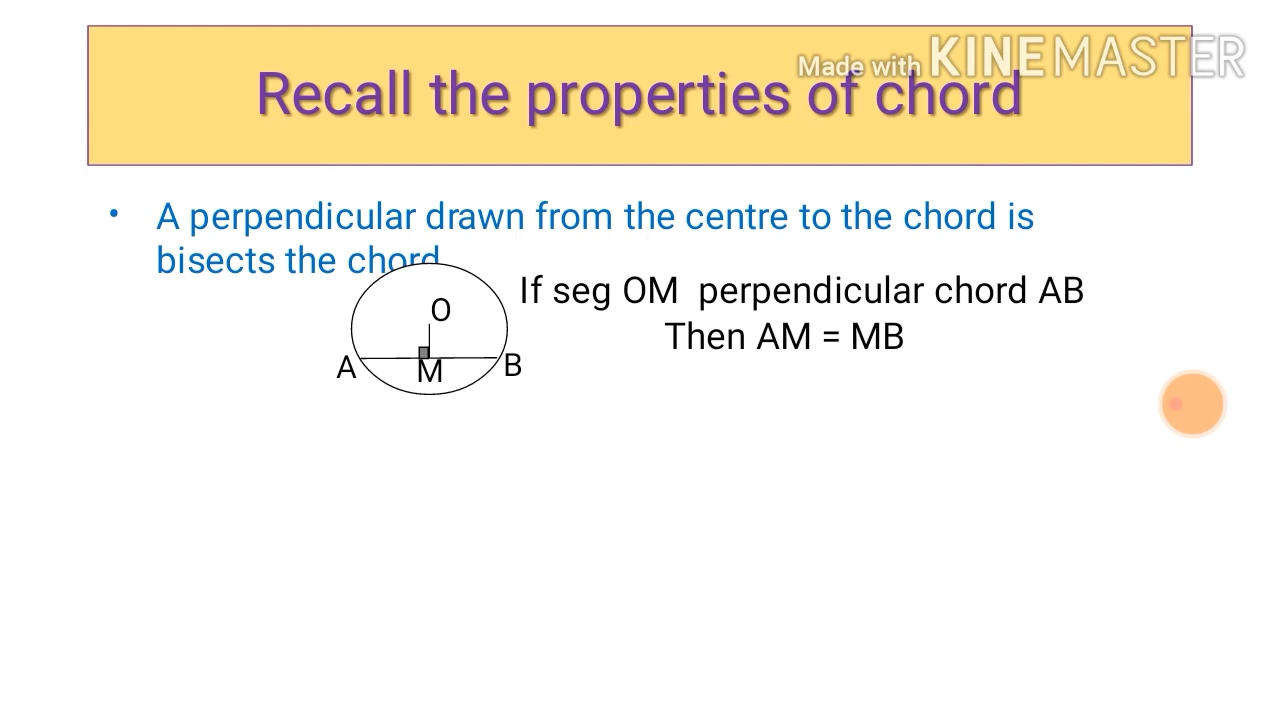 Made with KINEMASTER
Recall the properties of chord
• A perpendicular drawn from the centre to the chord is
bisects the chord
If seg OM perpendicular chord AB
Then AM = MB
O
A
M
B